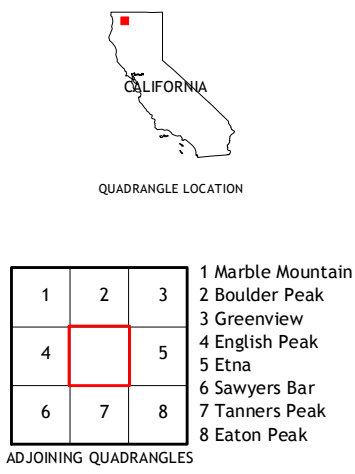 CALIFORNIA
QUADRANGLE LOCATION
1 2 3
4 5
6 7 8
1 Marble Mountain
2 Boulder Peak
3 Greenview
4 English Peak
5 Etna
6 Sawyers Bar
7 Tanners Peak
8 Eaton Peak
ADJOINING QUADRANGLES